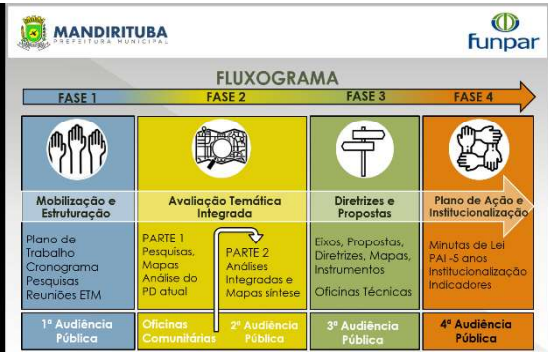 MANDIRITUBA
PREFEITURA MUNICIPAL
funpar
FLUXOGRAMA
FASE 1
FASE 2
FASE 3
FASE 4
Mobilização e
Estruturação
Plano de
Trabalho
Cronograma
Pesquisas
Reuniões ETM
1ª Audiência
Pública
Avaliação Temática
Integrada
PARTE 1
Pesquisas,
Mapas
Análise do
PD atual
PARTE 2
Análises
Integradas e
Mapas síntese
Oficinas
Comunitárias
2ª Audiência
Pública
Diretrizes e
Propostas
Eixos, Propostas,
Diretrizes, Mapas,
Instrumentos
Oficinas Técnicas
3ª Audiência
Pública
Plano de Ação e
Institucionalização
Minutas de Lei
PAI -5 anos
Institucionalização
Indicadores
4ª Audiência
Pública